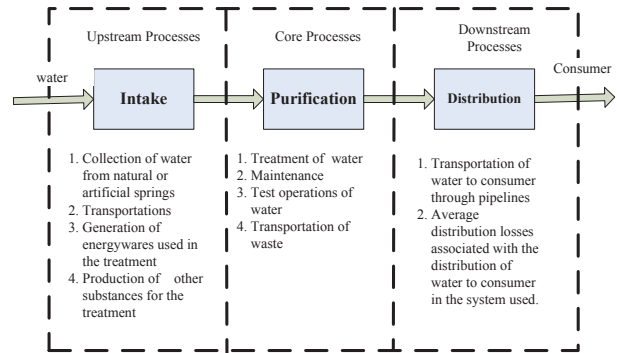 Upstream Processes
Core Processes
Downstream
Processes
water
Consumer
Intake
Purification
Distribution
1. Collection of water
from natural or
artificial springs
2. Transportations
3. Generation of
energywares used in
the treatment
4. Production of other
substances for the
treatment
1. Treatment of water
2. Maintenance
3. Test operations of
water
4. Transportation of
waste
1. Transportation of
water to consumer
through pipelines
2. Average
distribution losses
associated with the
distribution of
water to consumer
in the system used.